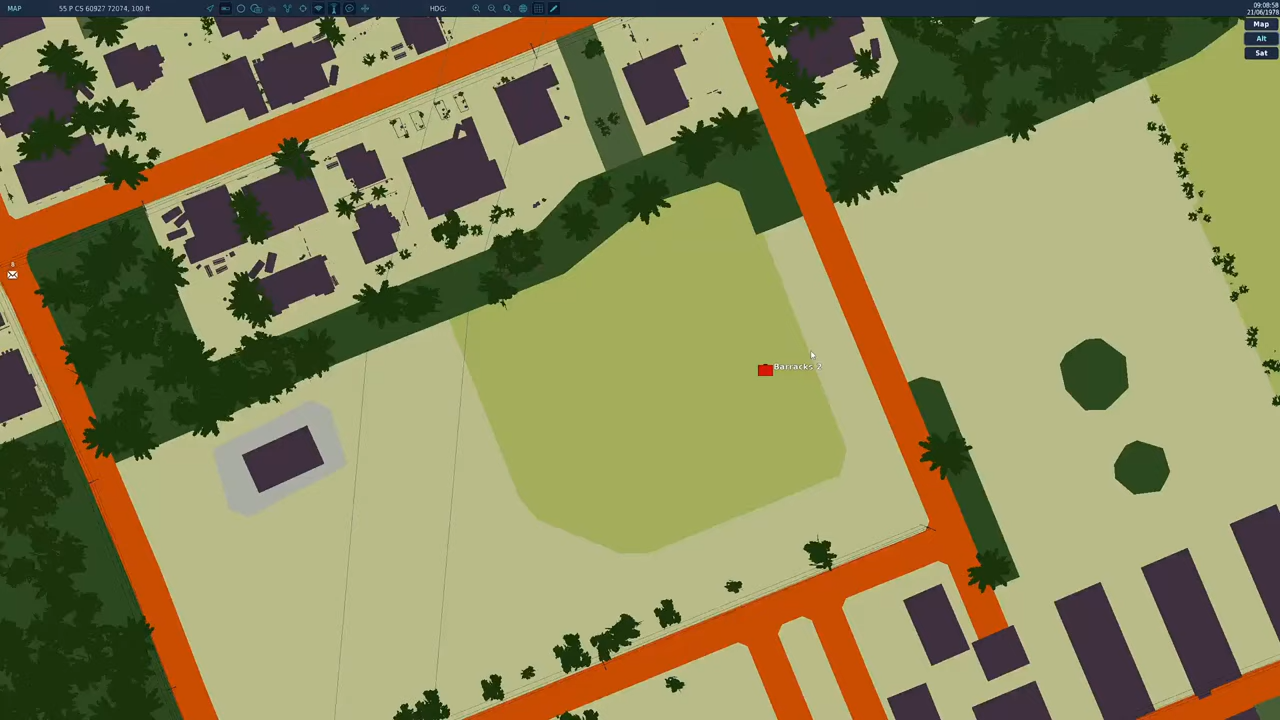 MAP
55 P CS 60927 72074, 100 ft
HDG:
09:08:58
21/06/1978
Map
Alt
Sat
8
Barracks-2